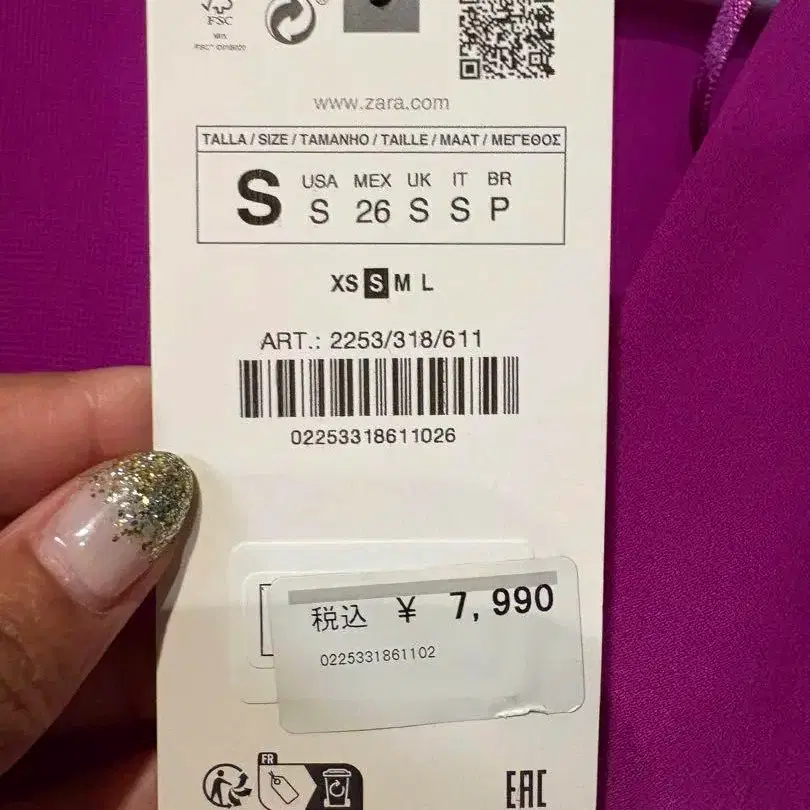 FSC
www.zara.com
TALLA / SIZE / TAMANHO / TAILLE / MAAT / ΜΕΓΕΘΟΣ
S
USA MEX UK IT BR
S 26 S S P
XS S M L
ART.: 2253/318/611
02253318611026
税込 ¥ 7,990
0225331861102
FR
EAC